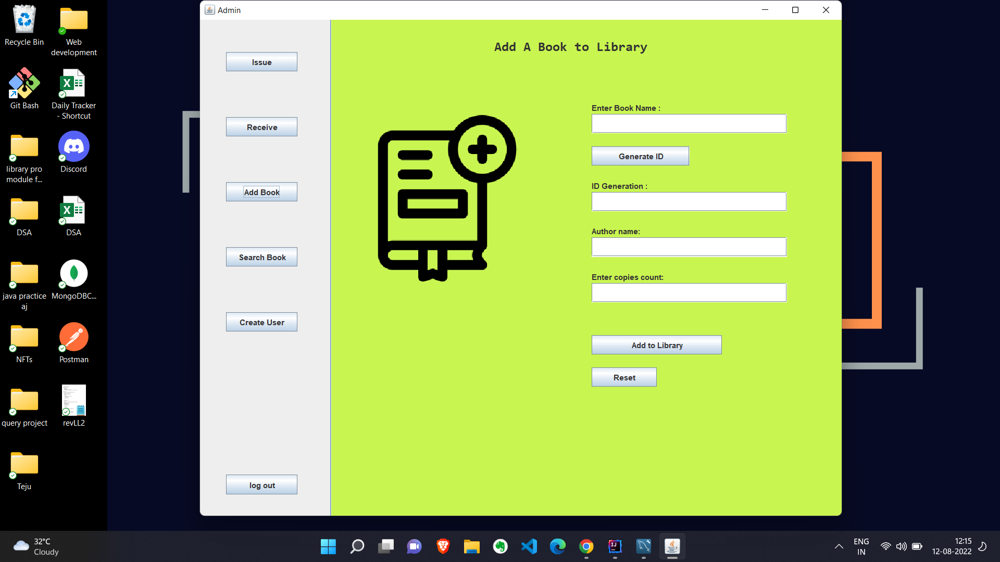 Recycle Bin
Web
development
Git Bash
Daily Tracker
- Shortcut
library pro
module f...
Discord
DSA
DSA
java practice
aj
MongoDBC...
NFTs
Postman
query project
revLL2
Teju
Admin
Issue
Receive
Add Book
Search Book
Create User
log out
Add A Book to Library
Enter Book Name :
Generate ID
ID Generation :
Author name:
Enter copies count:
Add to Library
Reset
32°C
Cloudy
ENG
IN
12:15
12-08-2022